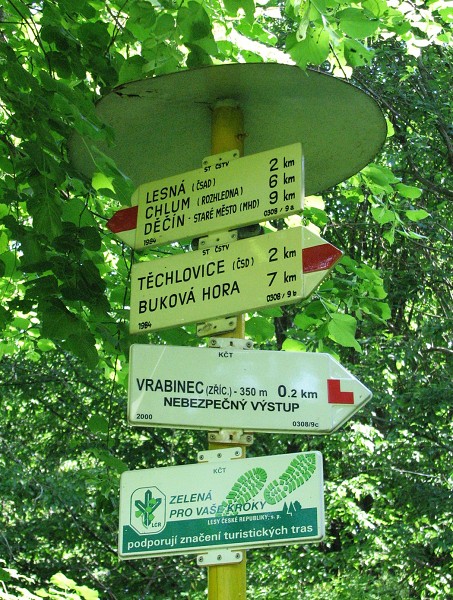 ST ČSTV
LESNÁ (ČSAD) 2 km
CHLUM (ROZHLEDNA) 6 km
DĚČÍN - STARÉ MĚSTO (MHD) 9 km
1984 0308/9a
ST ČSTV
TĚCHLOVICE (ČSD) 2 km
BUKOVÁ HORA 7 km
1984 0308/9b
KČT
VRABINEC (ZŘÍC.) - 350 m 0.2 km
NEBEZPEČNÝ VÝSTUP
2000 0308/9c
KČT
ZELENÁ
PRO VAŠE KROKY
LČR
LESY ČESKÉ REPUBLIKY, s. p.
podporují značení turistických tras